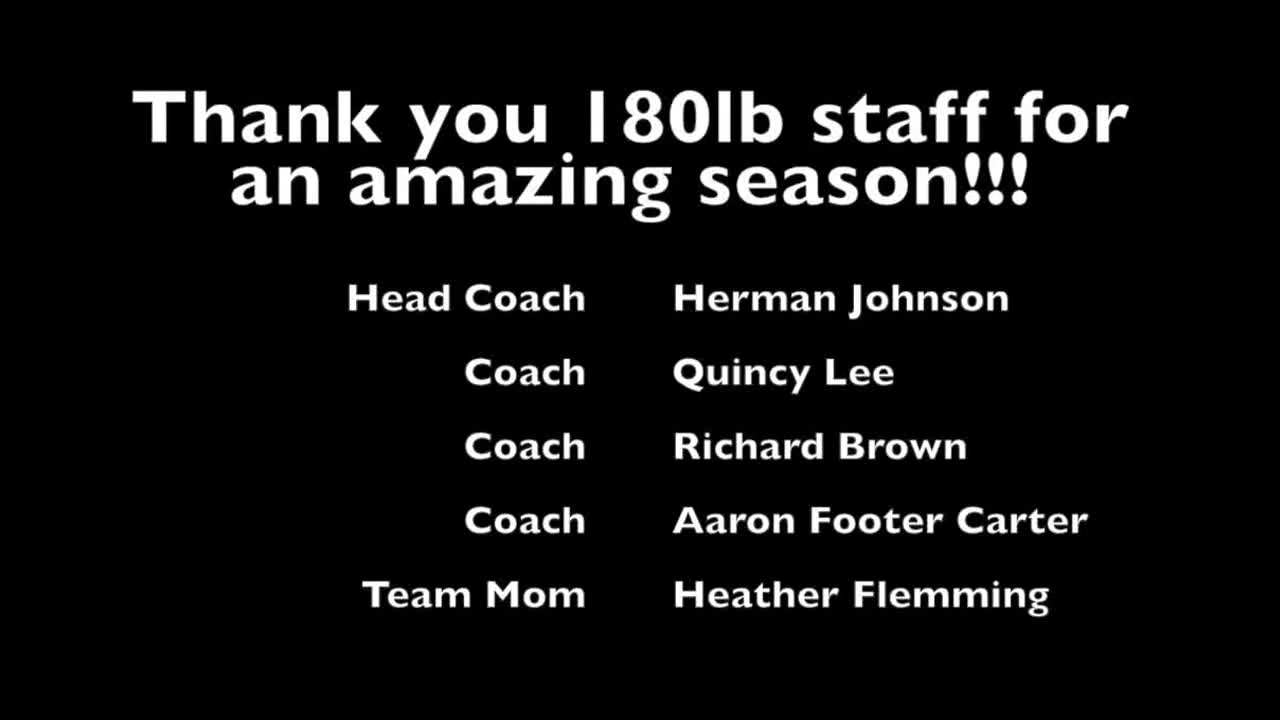 Thank you 180lb staff for
an amazing season!!!
Head Coach Herman Johnson
Coach Quincy Lee
Coach Richard Brown
Coach Aaron Footer Carter
Team Mom Heather Flemming